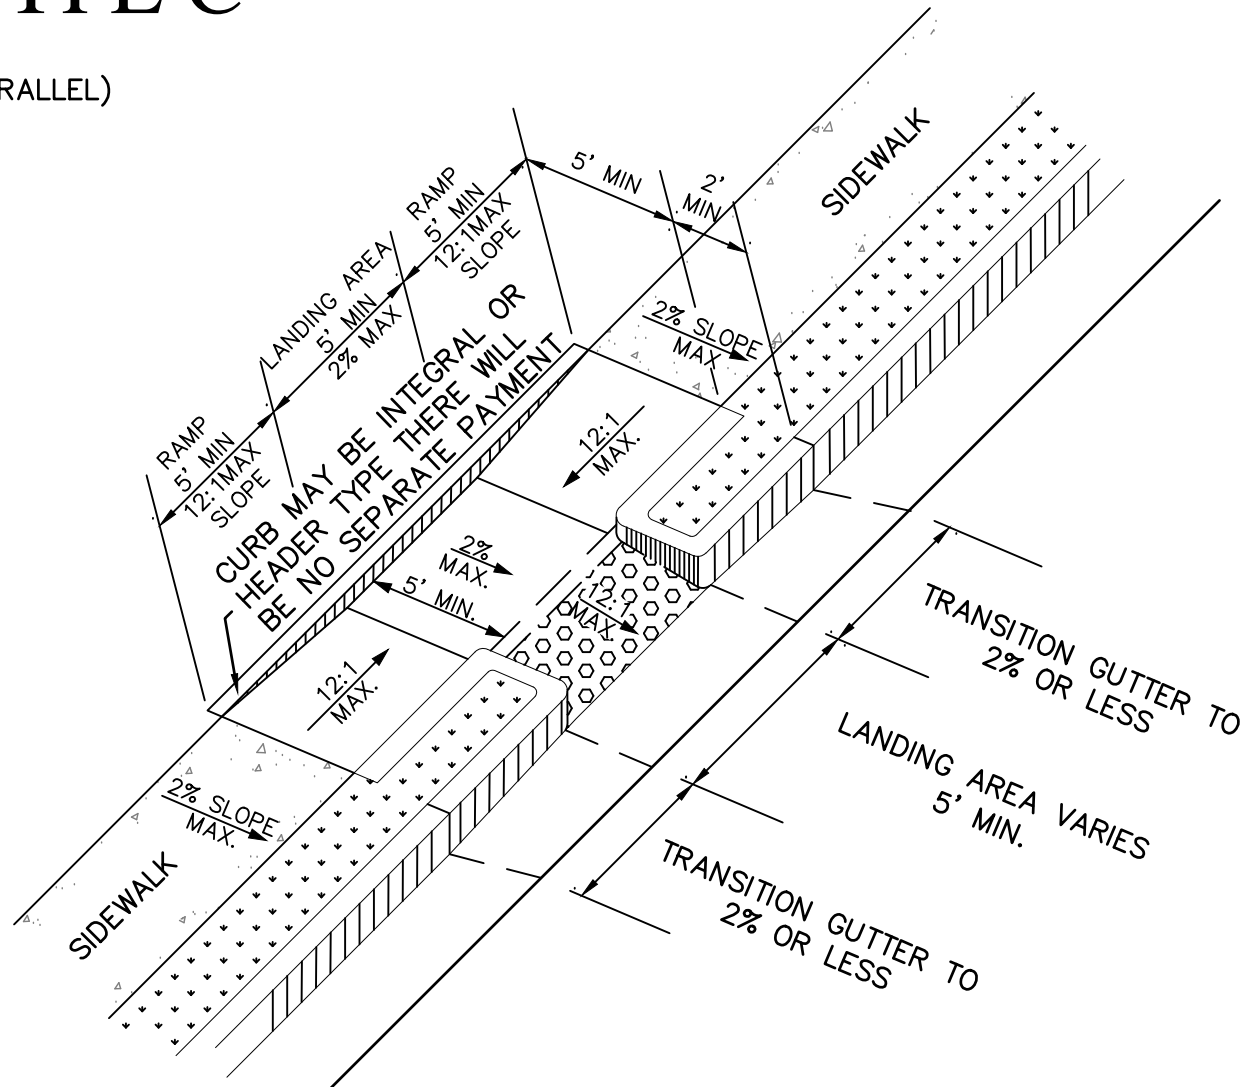 RALLEL)
SIDEWALK
5' MIN
2'
MIN
RAMP
5' MIN
12:1MAX
SLOPE
LANDING AREA
5' MIN
2% MAX
RAMP
5' MIN
12:1MAX
SLOPE
CURB MAY BE INTEGRAL OR
HEADER TYPE THERE WILL
BE NO SEPARATE PAYMENT
2% SLOPE
MAX
12:1
MAX.
2%
MAX.
5' MIN.
12:1
MAX.
12:1
MAX.
2% SLOPE
MAX.
SIDEWALK
TRANSITION GUTTER TO
2% OR LESS
LANDING AREA VARIES
5' MIN.
TRANSITION GUTTER TO
2% OR LESS